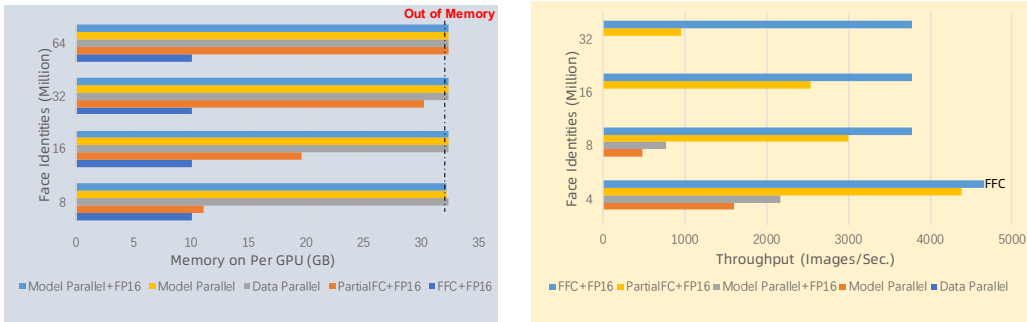 Out of Memory
Face Identities (Million)
64
32
16
8
0 5 10 15 20 25 30 35
Memory on Per GPU (GB)
Model Parallel+FP16 Model Parallel Data Parallel PartialFC+FP16 FFC+FP16
Face Identities (Million)
32
16
8
4
FFC
0 1000 2000 3000 4000 5000
Throughput (Images/Sec.)
FFC+FP16 PartialFC+FP16 Model Parallel+FP16 Model Parallel Data Parallel